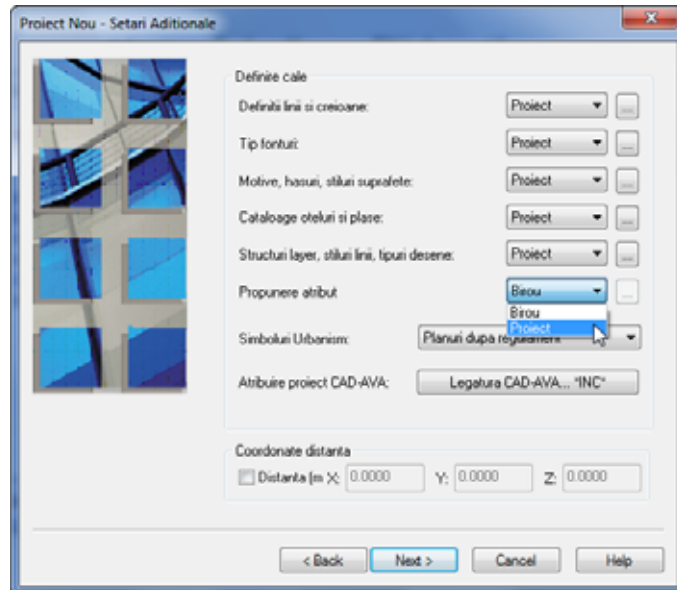 Proiect Nou - Setari Aditionale
Definire cale
Definitii linii si creioane: Proiect ...
Tip fonturi: Proiect ...
Motive, hasuri, stiluri suprafete: Proiect ...
Cataloage oteluri si plase: Proiect ...
Structuri layer, stiluri linii, tipuri desene: Proiect ...
Propunere atribut Birou ...
Birou
Proiect
Simboluri Urbanism: Planuri dupa regulament
Atribuire proiect CAD-AVA: Legatura CAD-AVA... "INC"
Coordonate distanta
Distanta (m X: 0.0000 Y: 0.0000 Z: 0.0000
< Back Next > Cancel Help